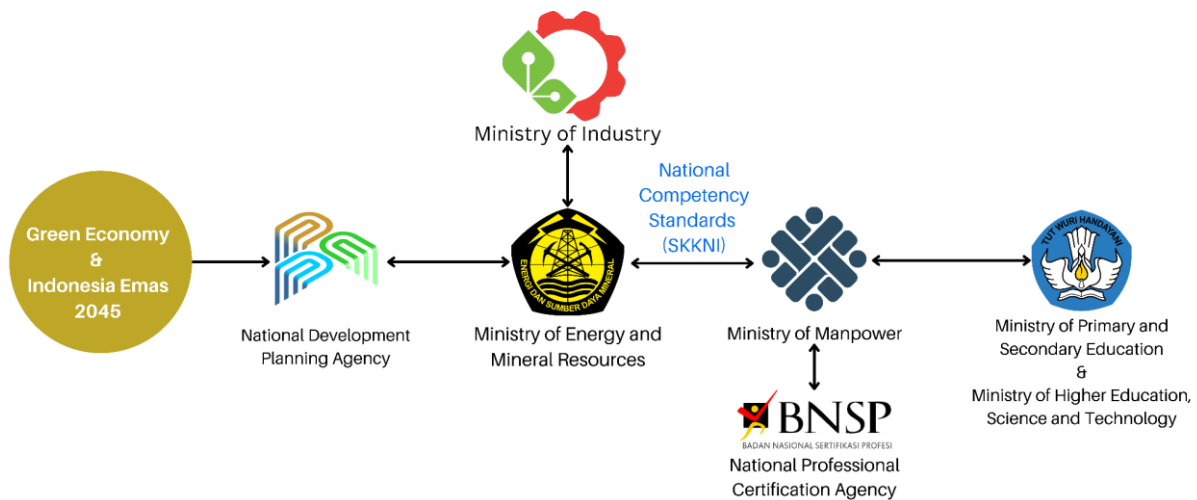 Ministry of Industry
National
Competency
Standards
(SKKNI)
Green Economy
&
Indonesia Emas
2045
National Development
Planning Agency
ENERGI DAN SUMBER DAYA MINERAL
Ministry of Energy and
Mineral Resources
Ministry of Manpower
TUT WURI HANDAYANI
Ministry of Primary and
Secondary Education
&
Ministry of Higher Education,
Science and Technology
BNSP
BADAN NASIONAL SERTIFIKASI PROFESI
National Professional
Certification Agency